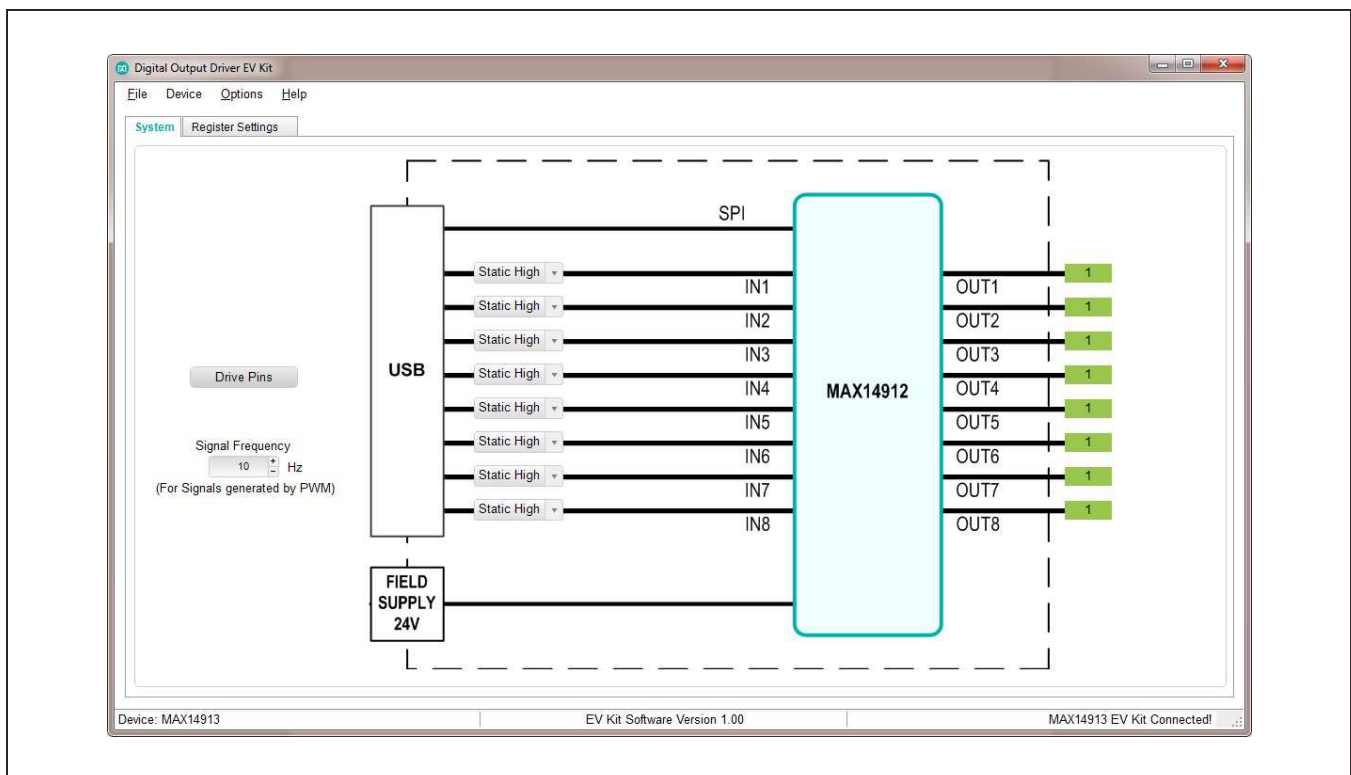 Digital Output Driver EV Kit
File Device Options Help
System Register Settings
SPI
Static High
IN1
OUT1
1
Static High
IN2
OUT2
1
Static High
IN3
OUT3
1
USB
Drive Pins
Static High
IN4
MAX14912
OUT4
1
Static High
IN5
OUT5
1
Signal Frequency
10 + - Hz
(For Signals generated by PWM)
Static High
IN6
OUT6
1
Static High
IN7
OUT7
1
Static High
IN8
OUT8
1
FIELD
SUPPLY
24V
Device: MAX14913
EV Kit Software Version 1.00
MAX14913 EV Kit Connected!